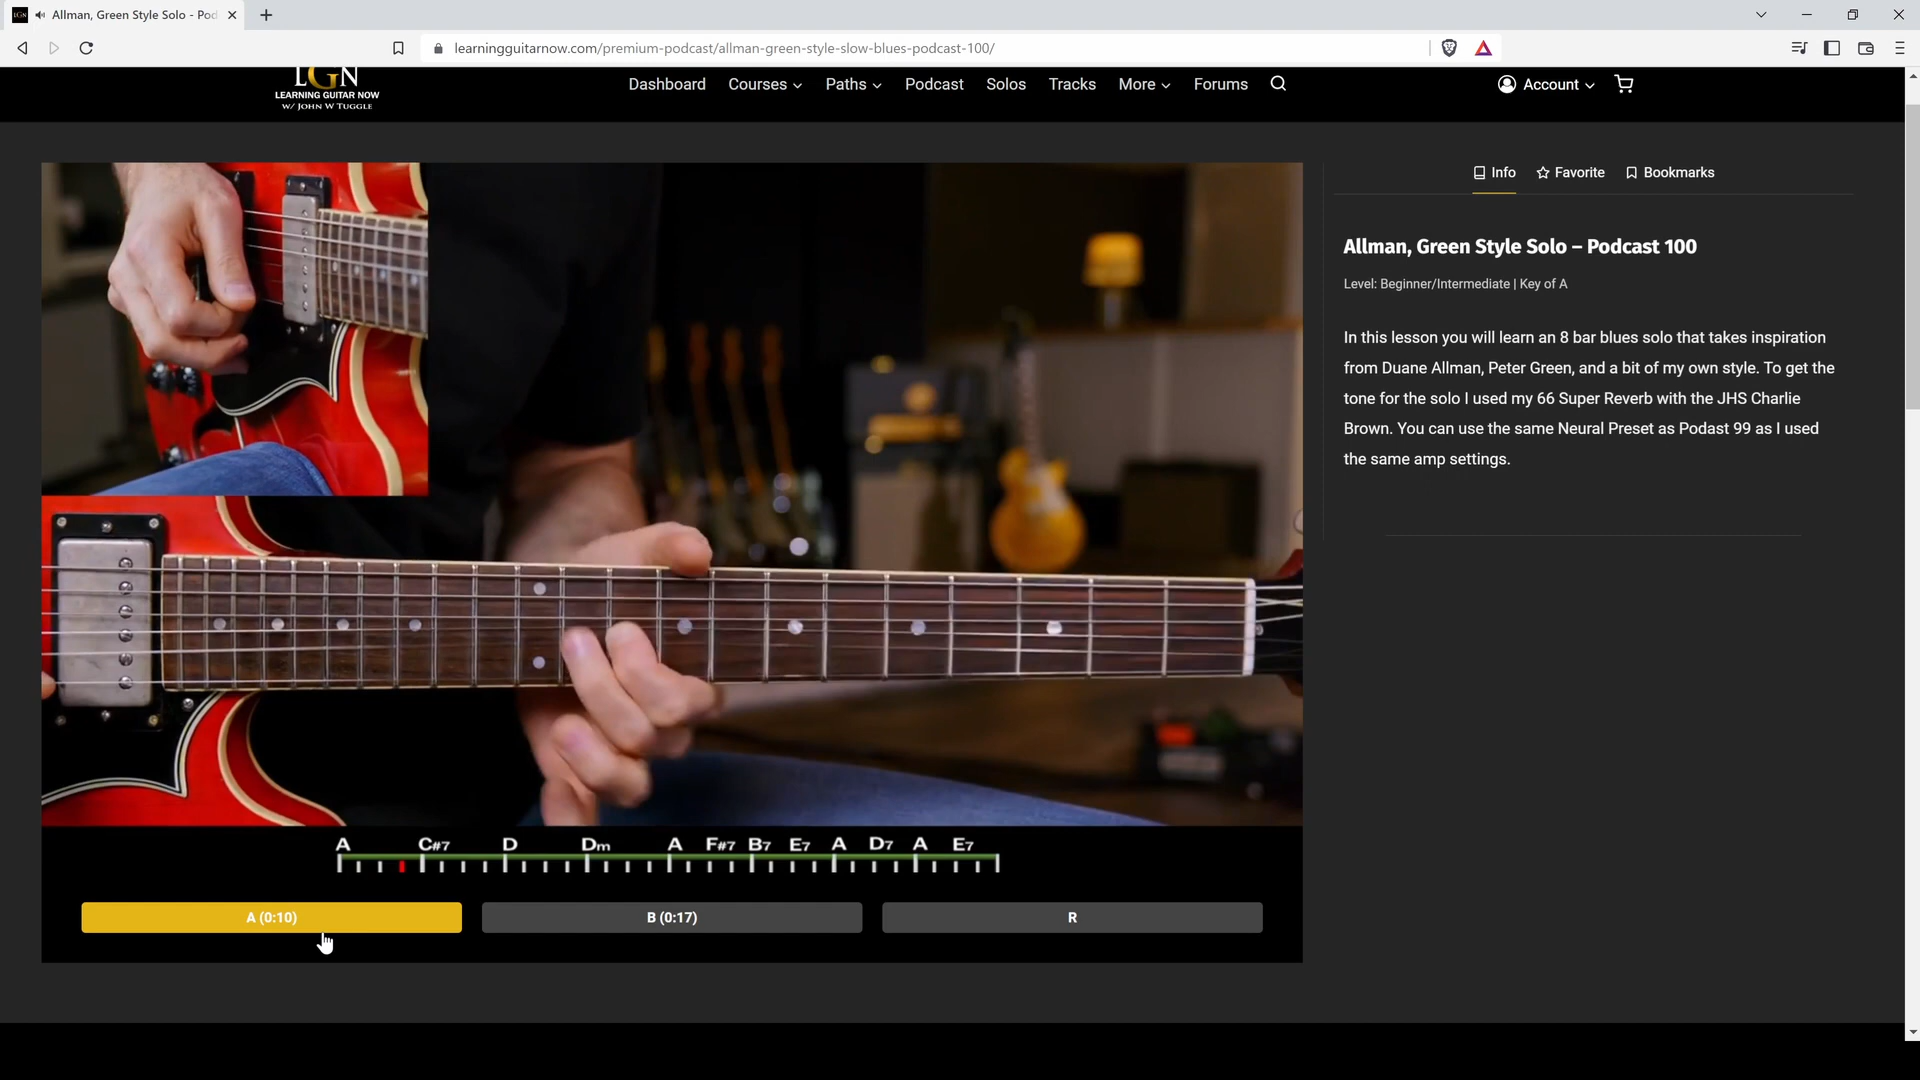 Allman, Green Style Solo - Pod
learningguitarnow.com/premium-podcast/allman-green-style-slow-blues-podcast-100/
LGN
LEARNING GUITAR NOW
W/ JOHN W TUGGLE
Dashboard Courses Paths Podcast Solos Tracks More Forums Account
Info Favorite Bookmarks
Allman, Green Style Solo – Podcast 100
Level: Beginner/Intermediate | Key of A
In this lesson you will learn an 8 bar blues solo that takes inspiration
from Duane Allman, Peter Green, and a bit of my own style. To get the
tone for the solo I used my 66 Super Reverb with the JHS Charlie
Brown. You can use the same Neural Preset as Podast 99 as I used
the same amp settings.
A C#7 D Dm A F#7 B7 E7 A D7 A E7
A (0:10) B (0:17) R